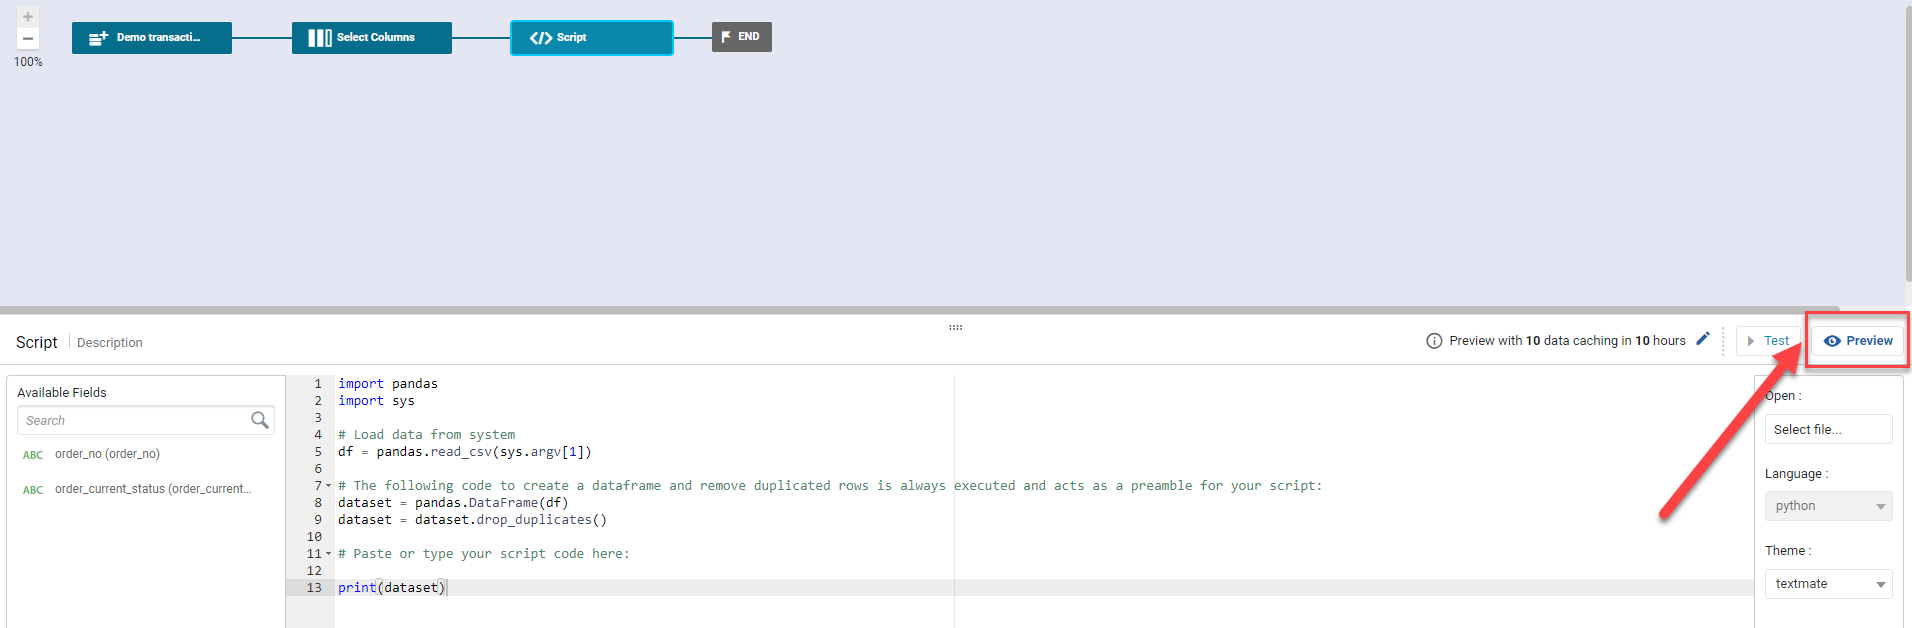 100%
Demo transacti...
Select Columns
</> Script
END
Script
Description
Preview with 10 data caching in 10 hours
Test
Preview
Available Fields
Search
ABC order_no (order_no)
ABC order_current_status (order_current...
1 import pandas
2 import sys
3
4 # Load data from system
5 df = pandas.read_csv(sys.argv[1])
6
7 # The following code to create a dataframe and remove duplicated rows is always executed and acts as a preamble for your script:
8 dataset = pandas.DataFrame(df)
9 dataset = dataset.drop_duplicates()
10
11 # Paste or type your script code here:
12
13 print(dataset)
Open :
Select file...
Language :
python
Theme :
textmate